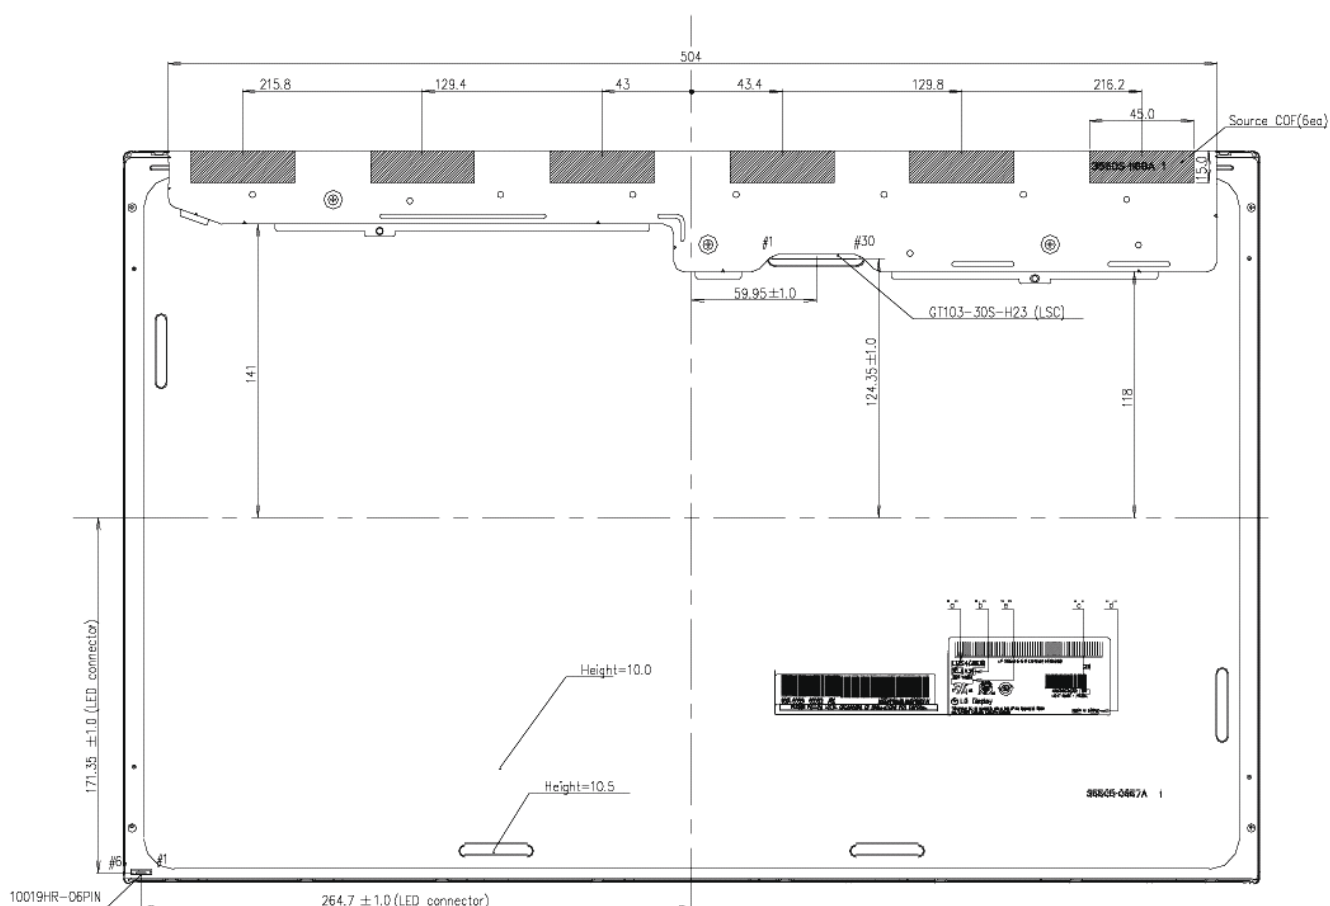 504
215.8
129.4
43
43.4
129.8
216.2
45.0
Source COF(6ea)
15.0
#1
#30
59.95±1.0
GT103-30S-H23 (LSC)
141
124.35±1.0
118
171.35 ±1.0 (LED connector)
Height=10.0
"a" "b" "e" "c" "d"
LG Display
Height=10.5
1
#6
#1
10019HR-06PIN
264.7 ±1.0 (LED connector)